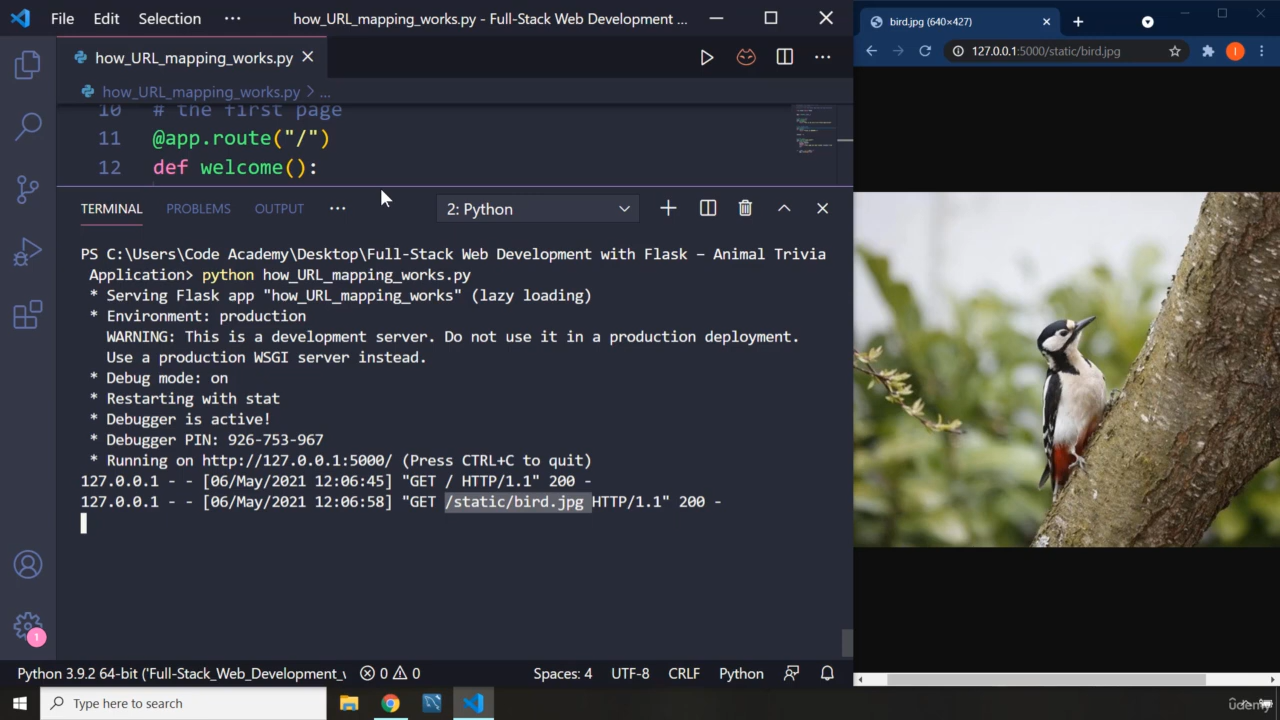 File Edit Selection ··· how_URL_mapping_works.py - Full-Stack Web Development ...
how_URL_mapping_works.py
how_URL_mapping_works.py > ...
10 # the first page
11 @app.route("/")
12 def welcome():
TERMINAL PROBLEMS OUTPUT ··· 2: Python
PS C:\Users\Code Academy\Desktop\Full-Stack Web Development with Flask – Animal Trivia
Application> python how_URL_mapping_works.py
* Serving Flask app "how_URL_mapping_works" (lazy loading)
* Environment: production
WARNING: This is a development server. Do not use it in a production deployment.
Use a production WSGI server instead.
* Debug mode: on
* Restarting with stat
* Debugger is active!
* Debugger PIN: 926-753-967
* Running on http://127.0.0.1:5000/ (Press CTRL+C to quit)
127.0.0.1 - - [06/May/2021 12:06:45] "GET / HTTP/1.1" 200 -
127.0.0.1 - - [06/May/2021 12:06:58] "GET /static/bird.jpg HTTP/1.1" 200 -
1
Python 3.9.2 64-bit ('Full-Stack_Web_Development_v 0 0 Spaces: 4 UTF-8 CRLF Python
Type here to search
bird.jpg (640×427)
127.0.0.1:5000/static/bird.jpg
I
udemy